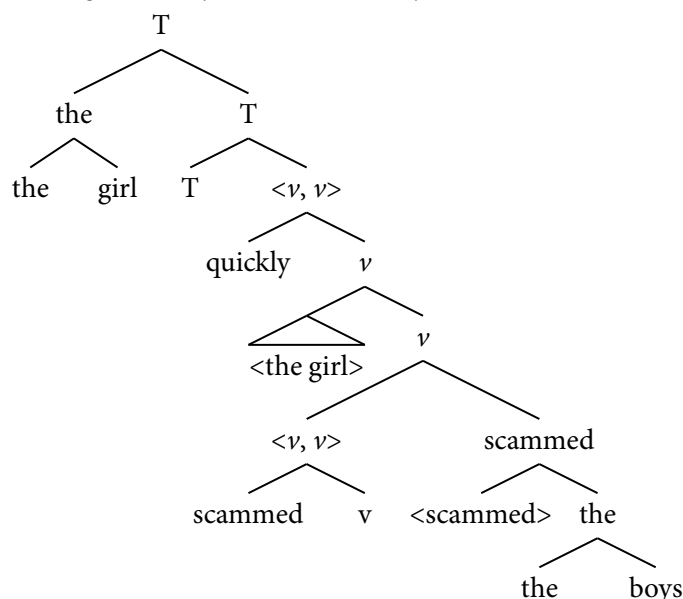 T
the T
the girl T <v, v>
quickly v
<the girl> v
<v, v> scammed
scammed v <scammed> the
the boys